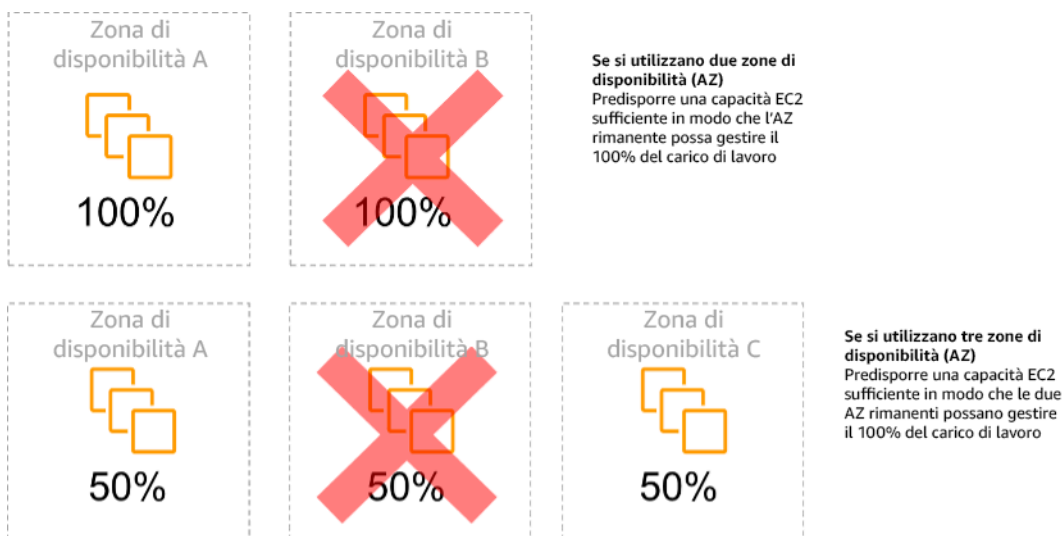 Zona di
disponibilità A
100%
Zona di
disponibilità B
100%
Se si utilizzano due zone di
disponibilità (AZ)
Predisporre una capacità EC2
sufficiente in modo che l'AZ
rimanente possa gestire il
100% del carico di lavoro
Zona di
disponibilità A
50%
Zona di
disponibilità B
50%
Zona di
disponibilità C
50%
Se si utilizzano tre zone di
disponibilità (AZ)
Predisporre una capacità EC2
sufficiente in modo che le due
AZ rimanenti possano gestire
il 100% del carico di lavoro